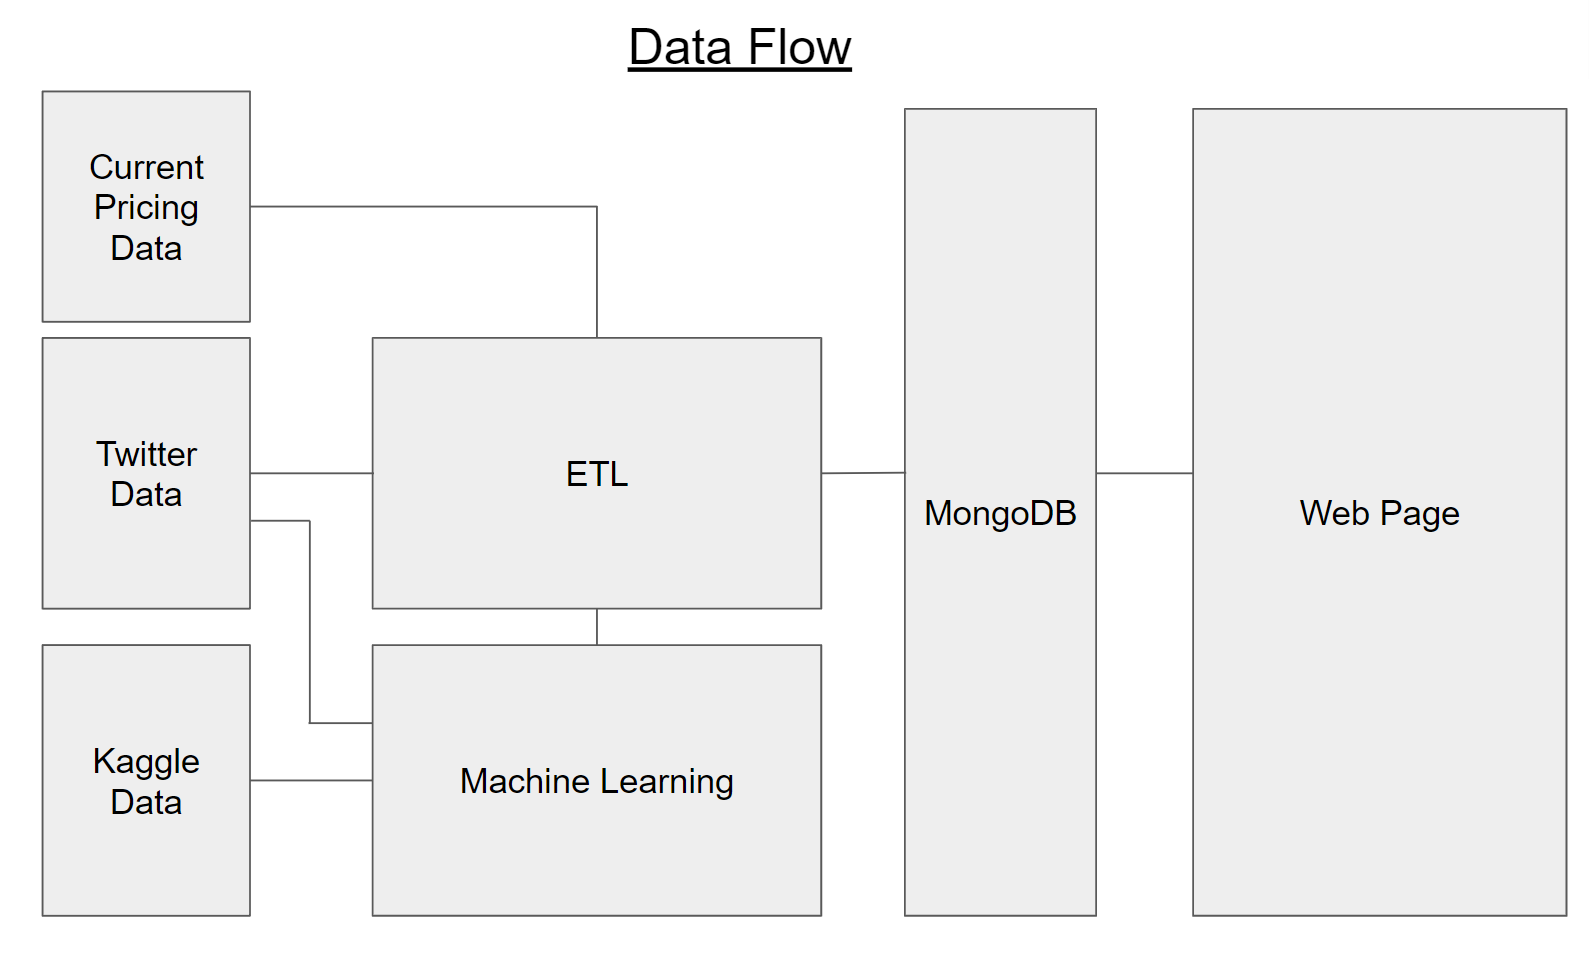 Data Flow
Current
Pricing
Data
Twitter
Data
ETL
MongoDB
Web Page
Kaggle
Data
Machine Learning